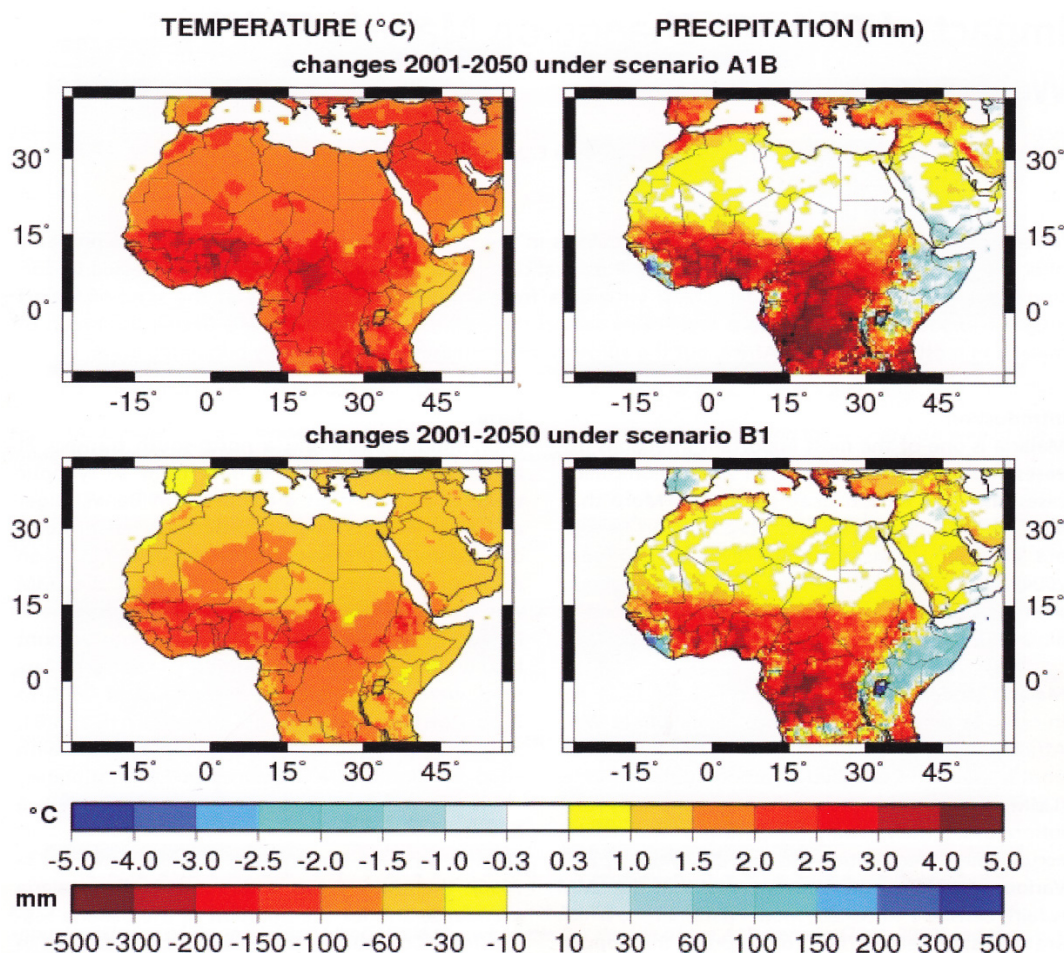 TEMPERATURE (°C) PRECIPITATION (mm)
changes 2001-2050 under scenario A1B
30˚ 30˚
15˚ 15˚
0˚ 0˚
-15˚ 0˚ 15˚ 30˚ 45˚ -15˚ 0˚ 15˚ 30˚ 45˚
changes 2001-2050 under scenario B1
30˚ 30˚
15˚ 15˚
0˚ 0˚
-15˚ 0˚ 15˚ 30˚ 45˚ -15˚ 0˚ 15˚ 30˚ 45˚
°C
-5.0 -4.0 -3.0 -2.5 -2.0 -1.5 -1.0 -0.3 0.3 1.0 1.5 2.0 2.5 3.0 4.0 5.0
mm
-500 -300 -200 -150 -100 -60 -30 -10 10 30 60 100 150 200 300 500